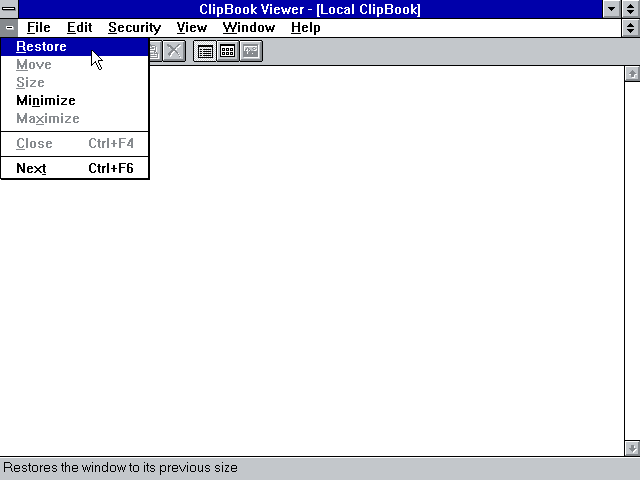 ClipBook Viewer - [Local ClipBook]
File Edit Security View Window Help
Restore
Move
Size
Minimize
Maximize
Close Ctrl+F4
Next Ctrl+F6
Restores the window to its previous size